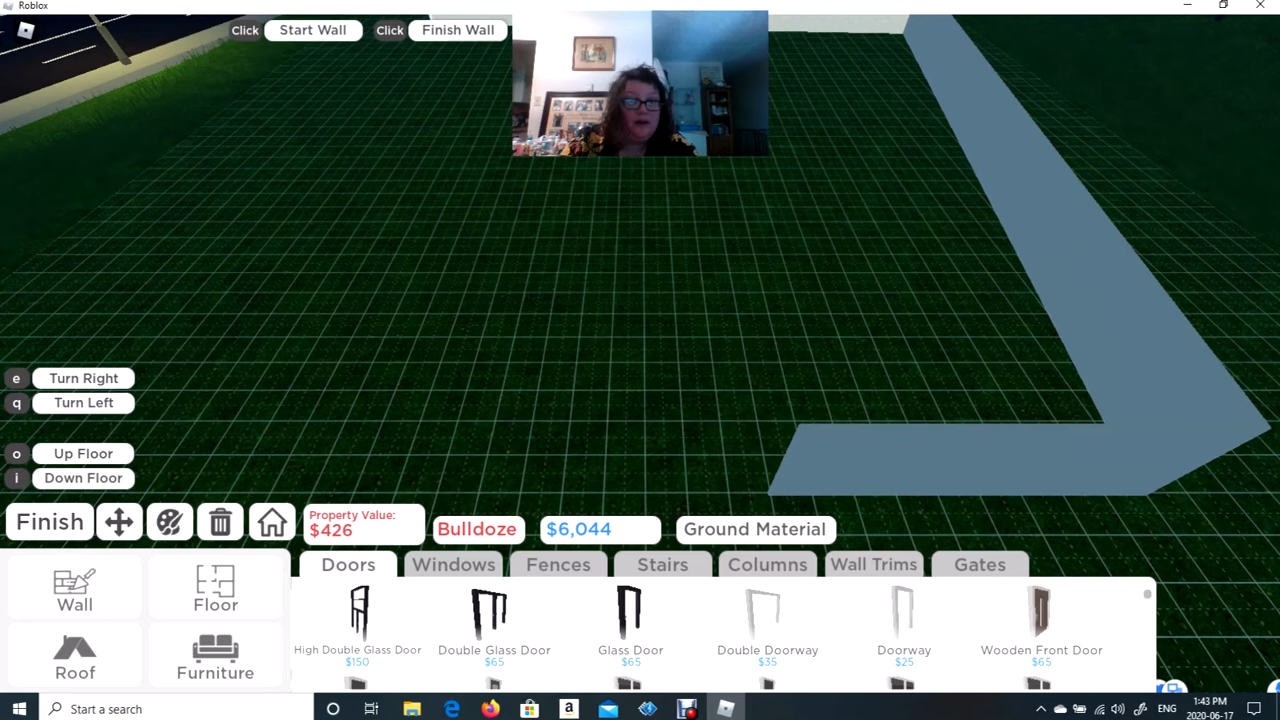 Roblox
Click Start Wall Click Finish Wall
e Turn Right
q Turn Left
o Up Floor
i Down Floor
Finish
Property Value:
$426
Bulldoze
$6,044
Ground Material
Wall
Floor
Roof
Furniture
Doors Windows Fences Stairs Columns Wall Trims Gates
High Double Glass Door Double Glass Door Glass Door Double Doorway Doorway Wooden Front Door
$150 $65 $65 $35 $25 $65
Start a search
ENG
1:43 PM
2020-06-17